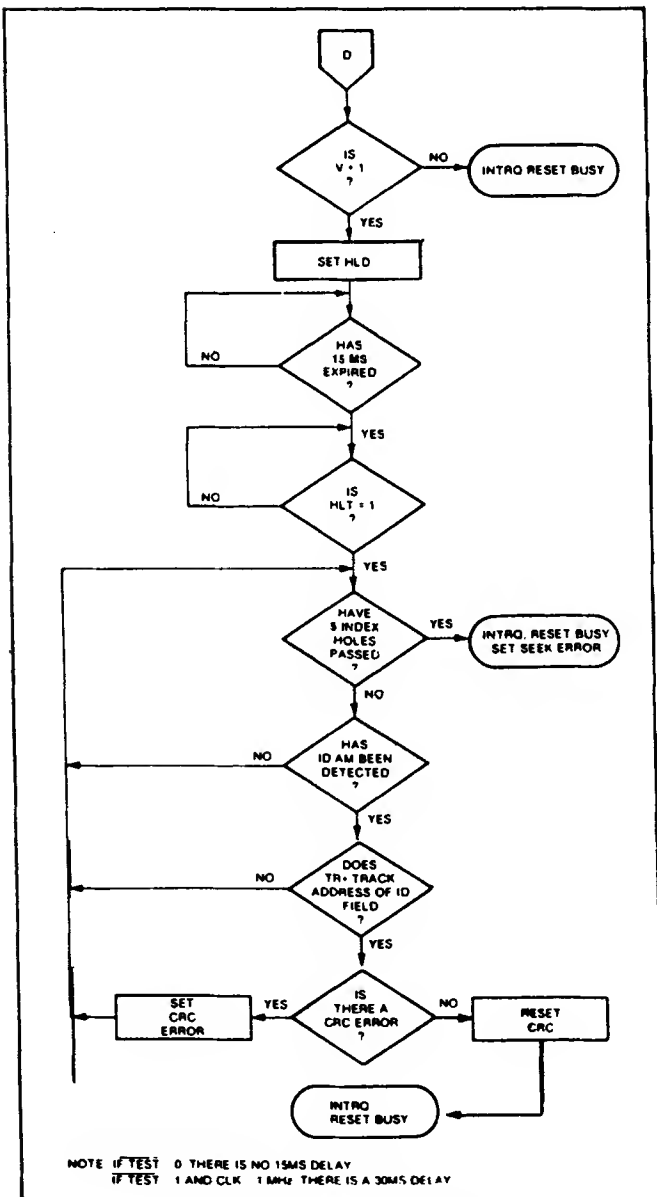 D
IS
V = 1
?
NO
INTRQ RESET BUSY
YES
SET HLD
HAS
15 MS
EXPIRED
?
NO
YES
IS
HLT = 1
?
NO
YES
HAVE
5 INDEX
HOLES
PASSED
?
YES
INTRQ, RESET BUSY
SET SEEK ERROR
NO
HAS
ID AM BEEN
DETECTED
?
NO
YES
DOES
TR = TRACK
ADDRESS OF ID
FIELD
?
NO
YES
IS
THERE A
CRC ERROR
?
YES
SET
CRC
ERROR
NO
RESET
CRC
INTRQ
RESET BUSY
NOTE IF TEST 0 THERE IS NO 15MS DELAY
IF TEST 1 AND CLK 1 MHz THERE IS A 30MS DELAY